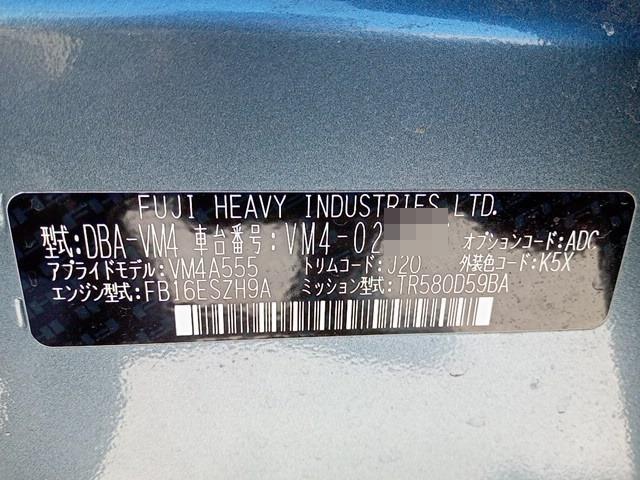 FUJI HEAVY INDUSTRIES LTD.
型式:DBA-VM4 車台番号:VM4-02 オプションコード:ADC
アプライドモデル:VM4A555 トリムコード:J20 外装色コード:K5X
エンジン型式:FB16ESZH9A ミッション型式:TR580D59BA